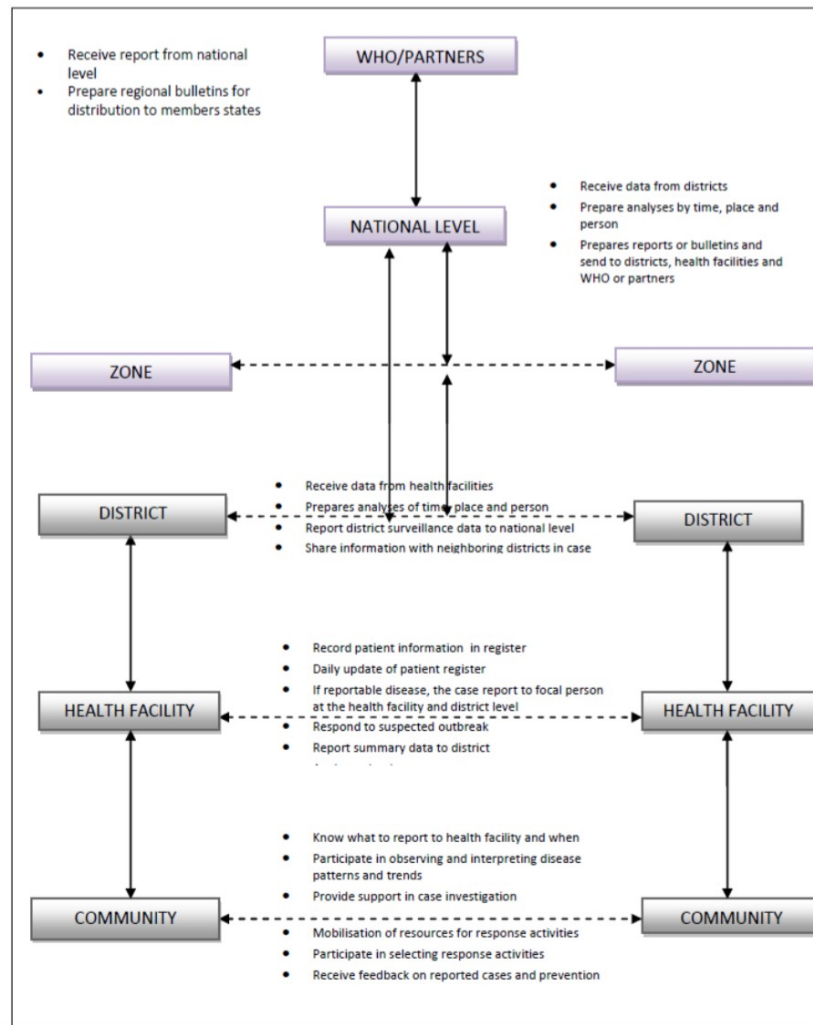 • Receive report from national
level
• Prepare regional bulletins for
distribution to members states
WHO/PARTNERS
• Receive data from districts
• Prepare analyses by time, place and
person
• Prepares reports or bulletins and
send to districts, health facilities and
WHO or partners
NATIONAL LEVEL
ZONE
ZONE
• Receive data from health facilities
• Prepares analyses of time, place and person
• Report district surveillance data to national level
• Share information with neighboring districts in case
DISTRICT
DISTRICT
• Record patient information in register
• Daily update of patient register
• If reportable disease, the case report to focal person
at the health facility and district level
• Respond to suspected outbreak
• Report summary data to district
HEALTH FACILITY
HEALTH FACILITY
• Know what to report to health facility and when
• Participate in observing and interpreting disease
patterns and trends
• Provide support in case investigation
• Mobilisation of resources for response activities
• Participate in selecting response activities
• Receive feedback on reported cases and prevention
COMMUNITY
COMMUNITY